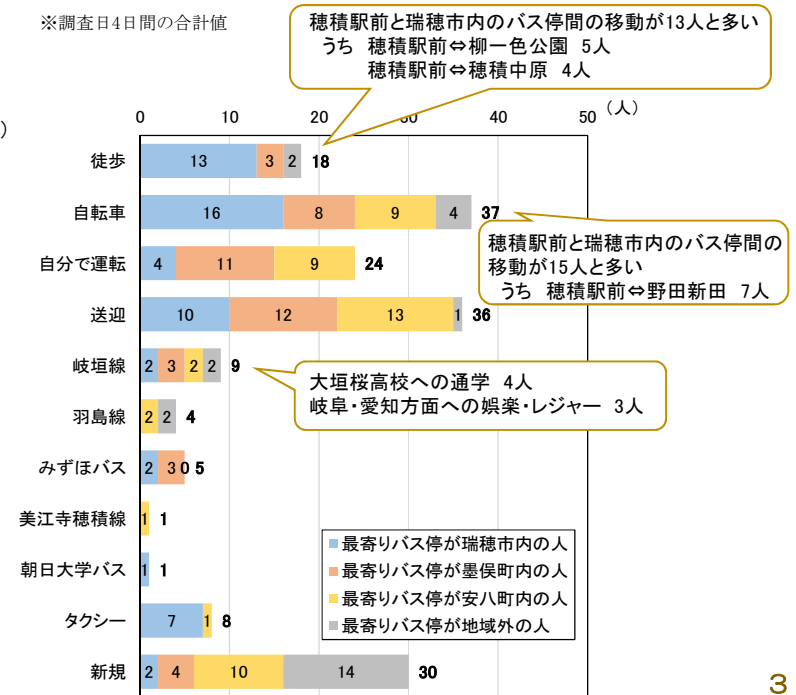 ※調査日4日間の合計値
穂積駅前と瑞穂市内のバス停間の移動が13人と多い
うち 穂積駅前⇔柳一色公園 5人
穂積駅前⇔穂積中原 4人
)
0 10 20 30 40 50 (人)
徒歩 13 3 2 18
自転車 16 8 9 4 37
穂積駅前と瑞穂市内のバス停間の
移動が15人と多い
うち 穂積駅前⇔野田新田 7人
自分で運転 4 11 9 24
送迎 10 12 13 1 36
岐垣線 2 3 2 2 9
大垣桜高校への通学 4人
岐阜・愛知方面への娯楽・レジャー 3人
羽島線 2 2 4
みずほバス 2 3 0 5
美江寺穂積線 1 1
朝日大学バス 1 1
タクシー 7 1 8
新規 2 4 10 14 30
最寄りバス停が瑞穂市内の人
最寄りバス停が墨俣町内の人
最寄りバス停が安八町内の人
最寄りバス停が地域外の人
3